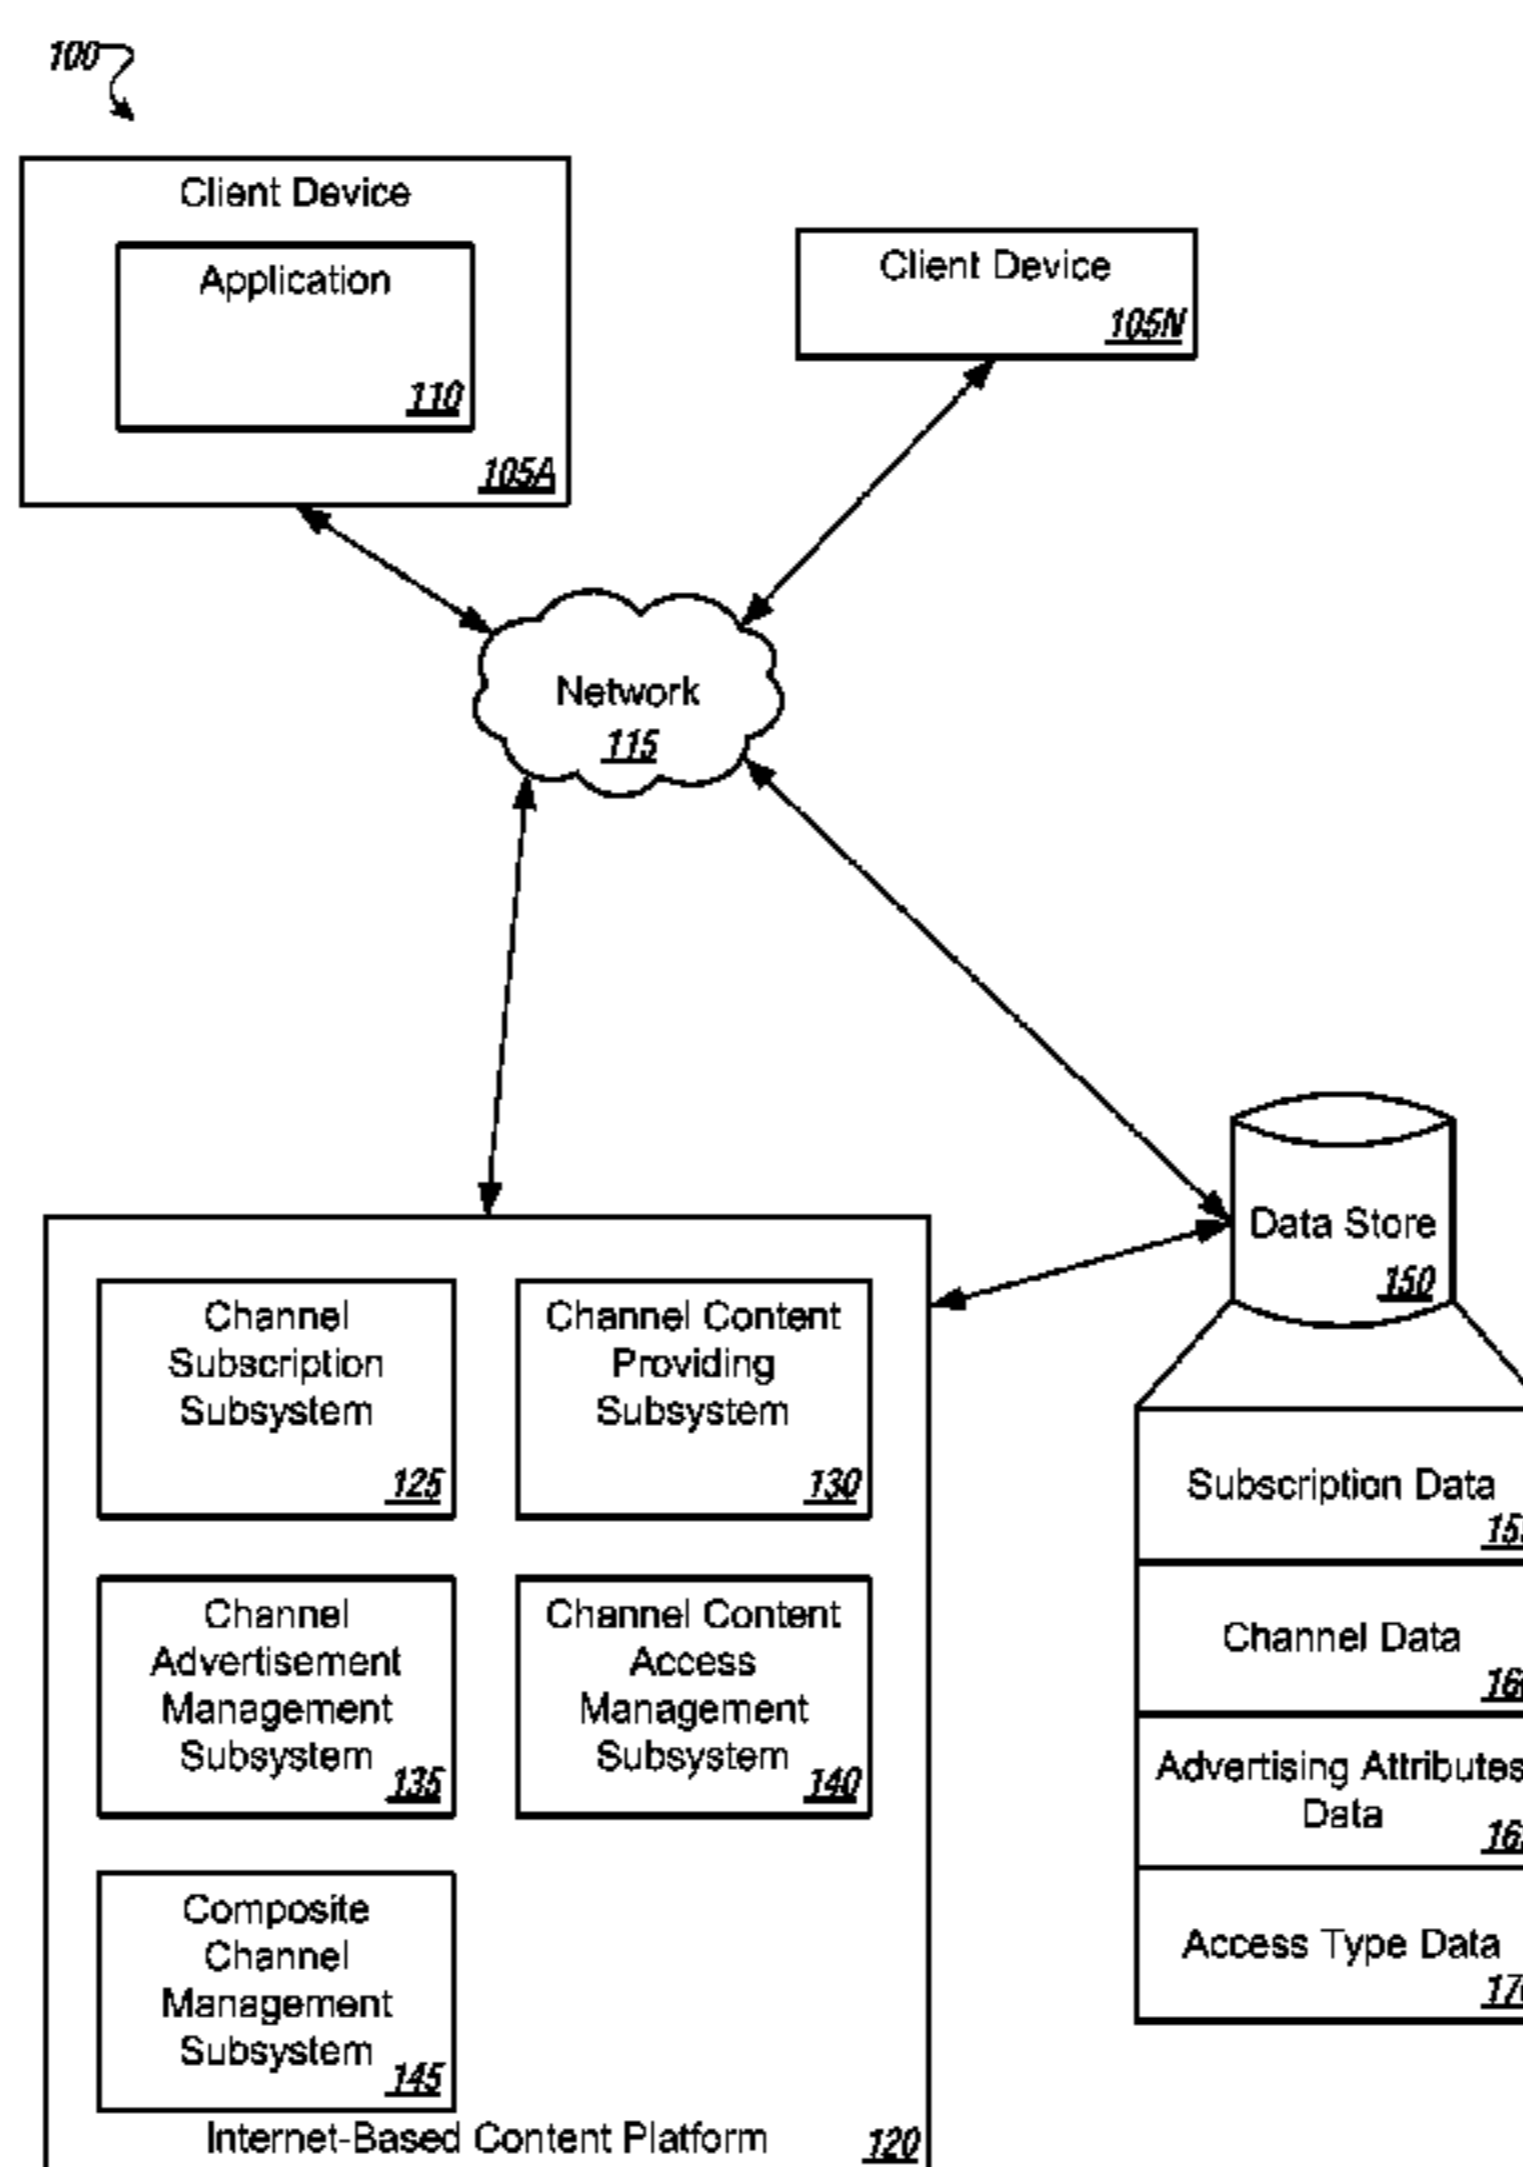 100
Client Device
Application
110
105A
Client Device
105N
Network
115
Data Store
150
Channel
Subscription
Subsystem
125
Channel Content
Providing
Subsystem
130
Channel
Advertisement
Management
Subsystem
135
Channel Content
Access
Management
Subsystem
140
Composite
Channel
Management
Subsystem
145
Internet-Based Content Platform
120
Subscription Data
Channel Data
Advertising Attributes
Data
Access Type Data